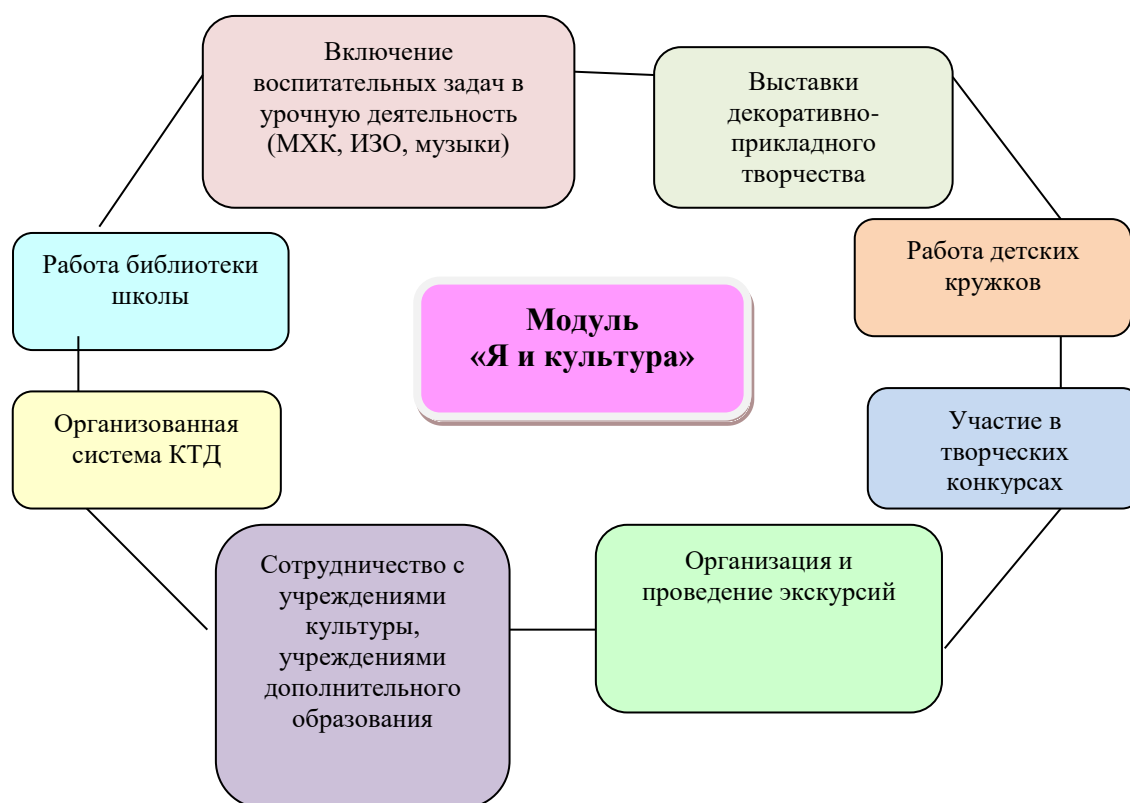 Включение
воспитательных задач в
урочную деятельность
(МХК, ИЗО, музыки)
Выставки
декоративно-
прикладного
творчества
Работа библиотеки
школы
Работа детских
кружков
Модуль
«Я и культура»
Организованная
система КТД
Участие в
творческих
конкурсах
Сотрудничество с
учреждениями
культуры,
учреждениями
дополнительного
образования
Организация и
проведение экскурсий